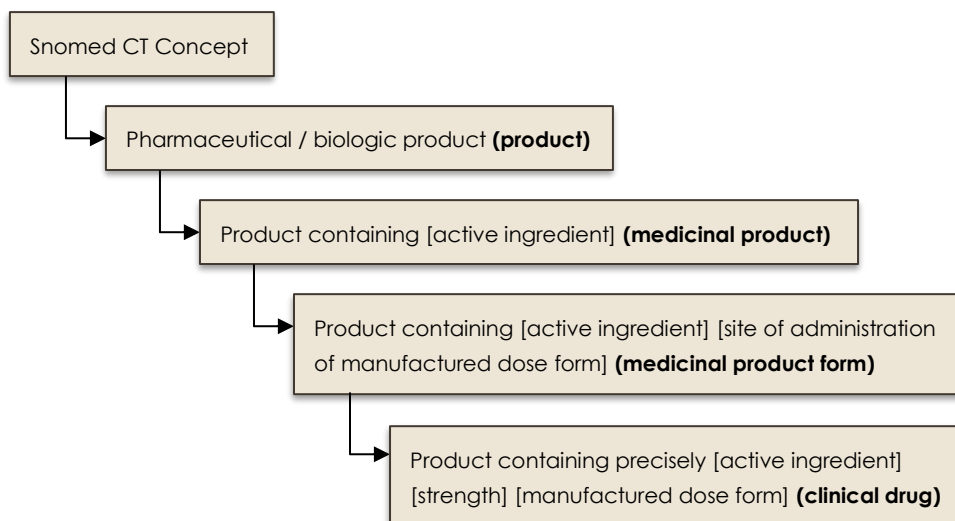 Snomed CT Concept
Pharmaceutical / biologic product (product)
Product containing [active ingredient] (medicinal product)
Product containing [active ingredient] [site of administration
of manufactured dose form] (medicinal product form)
Product containing precisely [active ingredient]
[strength] [manufactured dose form] (clinical drug)